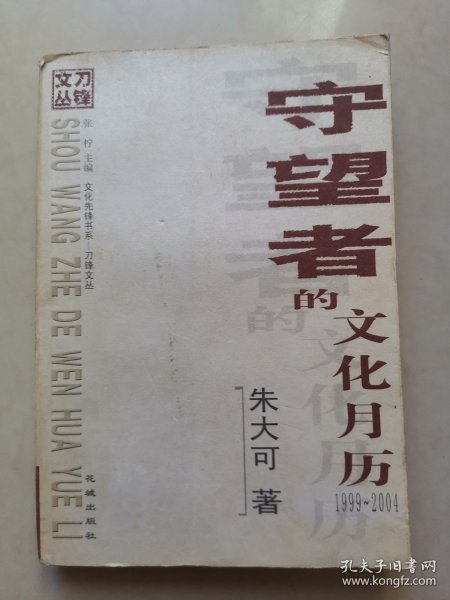 刀锋
文丛
张柠 主编 文化先锋书系—刀锋文丛
SHOU WANG ZHE DE WEN HUA YUE LI
守望者
的
文化月历
1999~2004
朱大可 著
花城出版社
孔夫子旧书网
www.kongfz.com